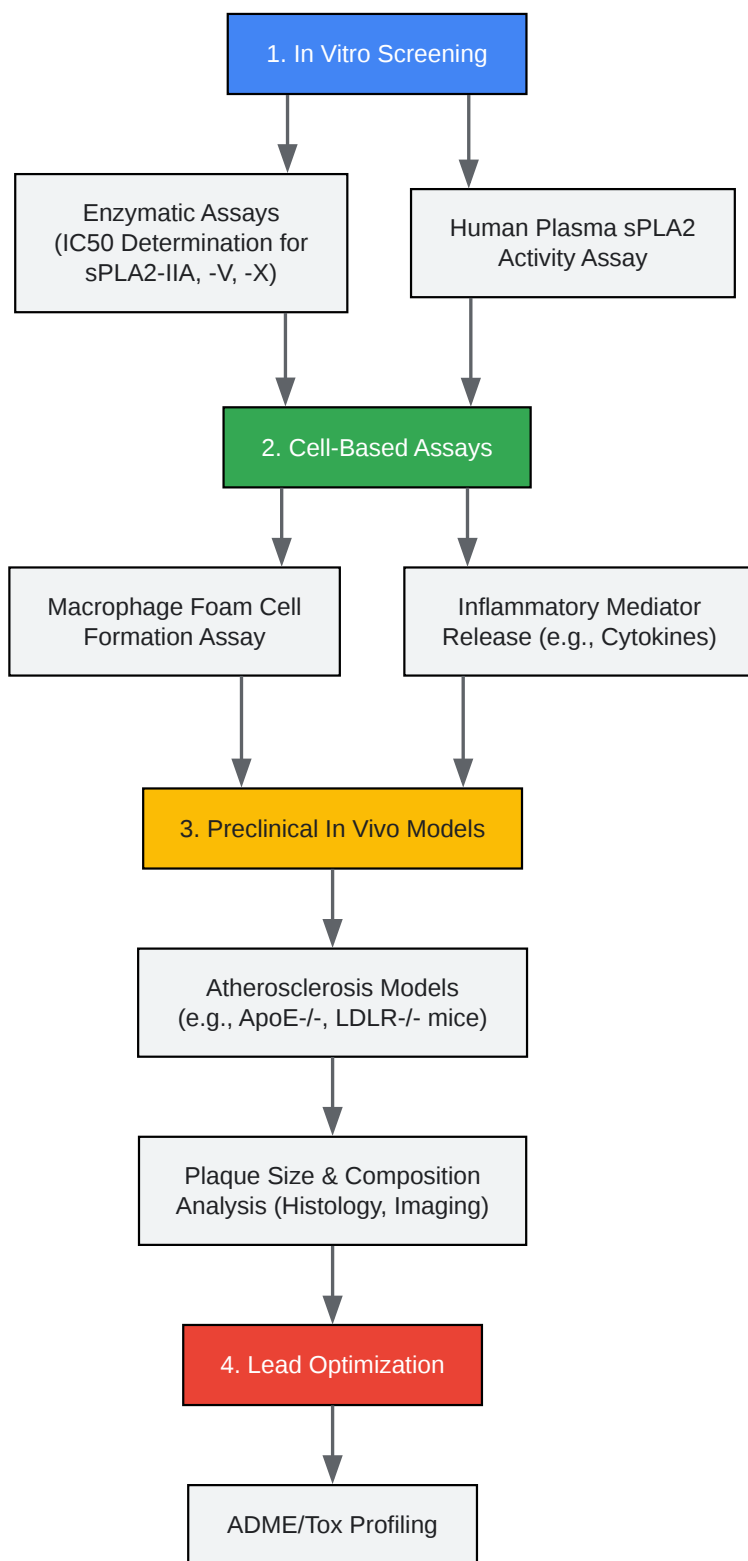 1. In Vitro Screening
Enzymatic Assays
(IC50 Determination for
sPLA2-IIA, -V, -X)
Human Plasma sPLA2
Activity Assay
2. Cell-Based Assays
Macrophage Foam Cell
Formation Assay
Inflammatory Mediator
Release (e.g., Cytokines)
3. Preclinical In Vivo Models
Atherosclerosis Models
(e.g., ApoE-/-, LDLR-/- mice)
Plaque Size & Composition
Analysis (Histology, Imaging)
4. Lead Optimization
ADME/Tox Profiling